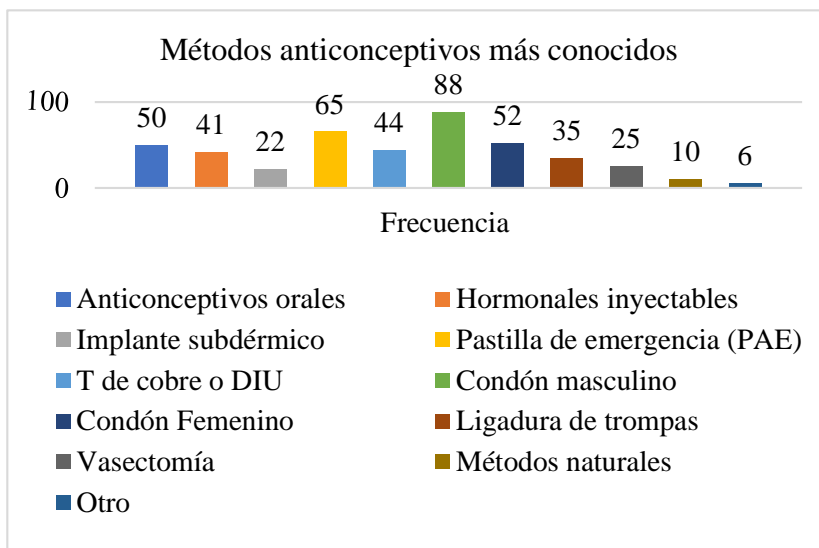 Métodos anticonceptivos más conocidos
100
0
50 41 22 65 44 88 52 35 25 10 6
Frecuencia
Anticonceptivos orales
Hormonales inyectables
Implante subdérmico
Pastilla de emergencia (PAE)
T de cobre o DIU
Condón masculino
Condón Femenino
Ligadura de trompas
Vasectomía
Métodos naturales
Otro